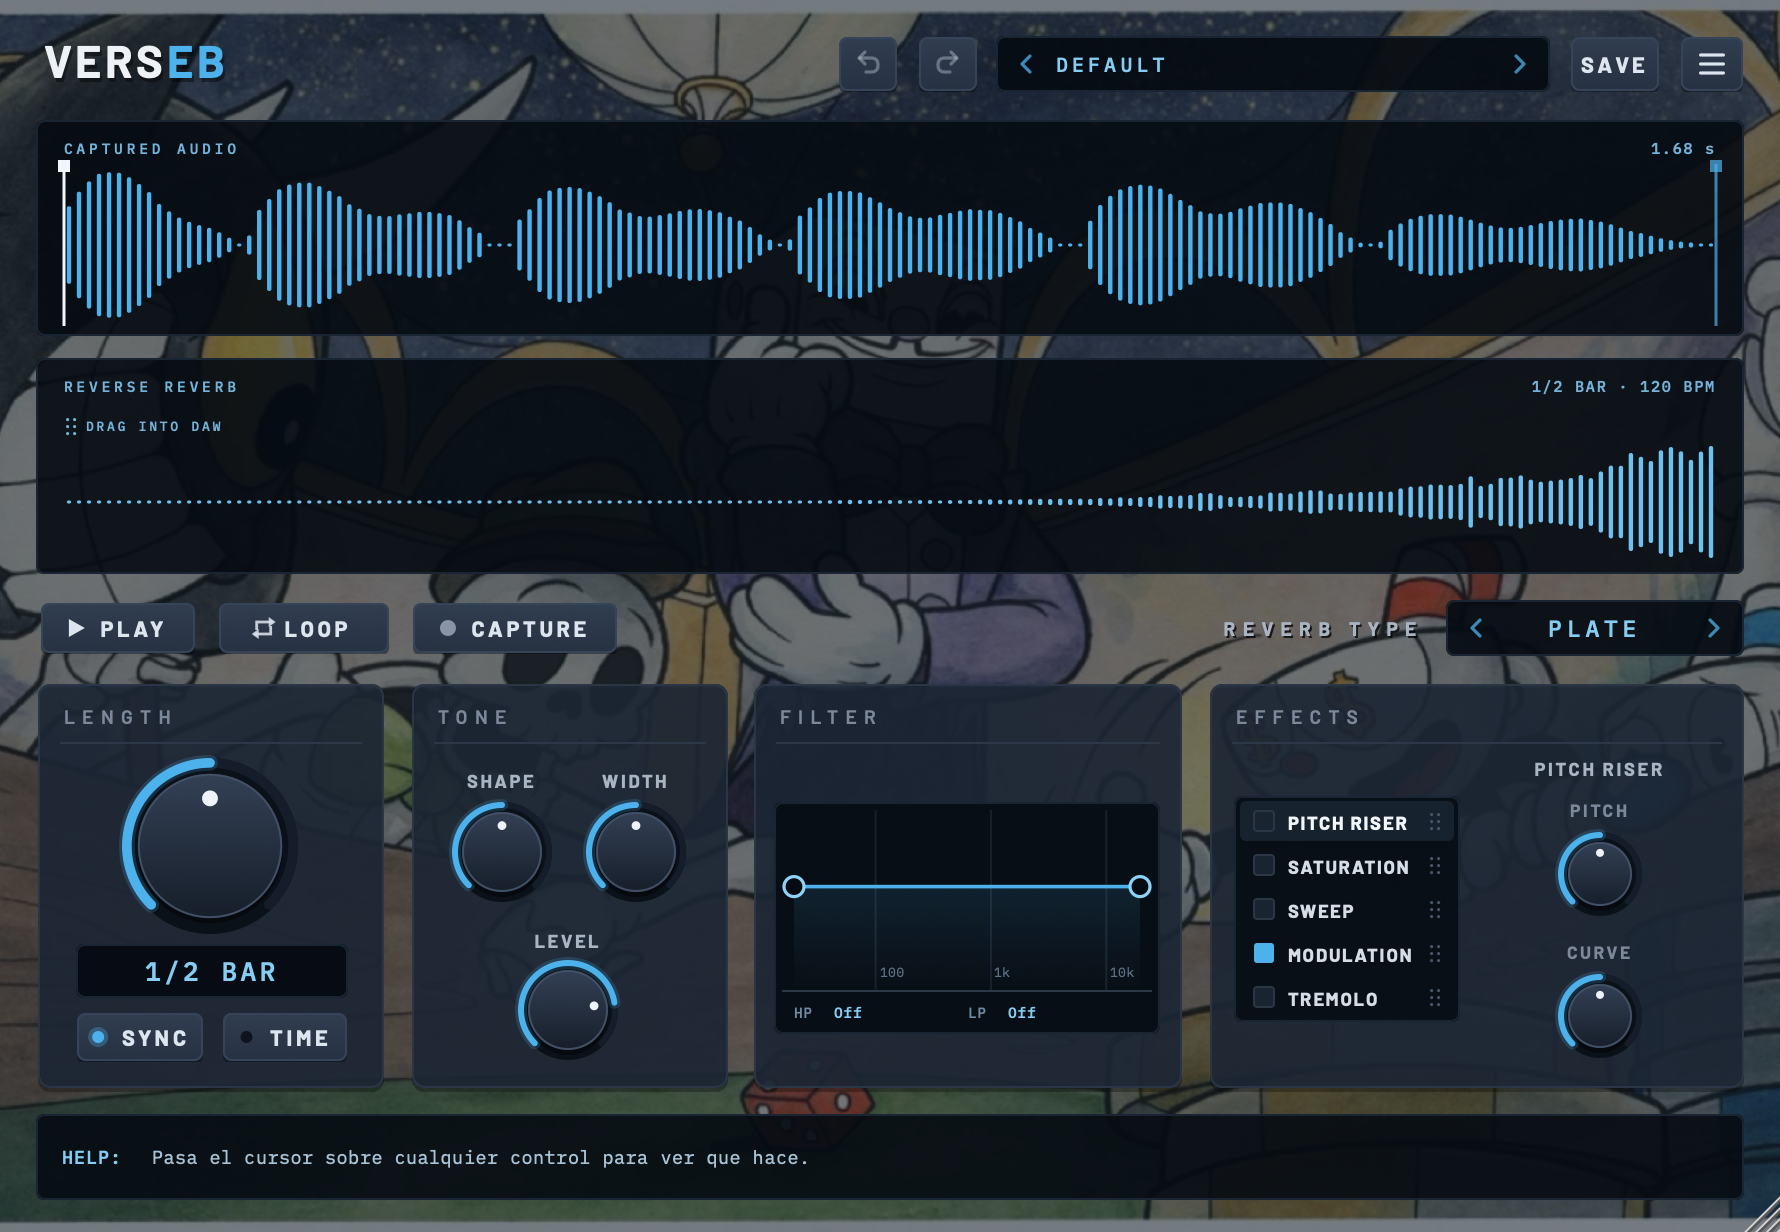 VERSEB
DEFAULT
SAVE
CAPTURED AUDIO
1.68 s
REVERSE REVERB
1/2 BAR · 120 BPM
DRAG INTO DAW
PLAY
LOOP
CAPTURE
REVERB TYPE
PLATE
LENGTH
1/2 BAR
SYNC
TIME
TONE
SHAPE
WIDTH
LEVEL
FILTER
100
1k
10k
HP Off
LP Off
EFFECTS
PITCH RISER
SATURATION
SWEEP
MODULATION
TREMOLO
PITCH RISER
PITCH
CURVE
HELP: Pasa el cursor sobre cualquier control para ver que hace.